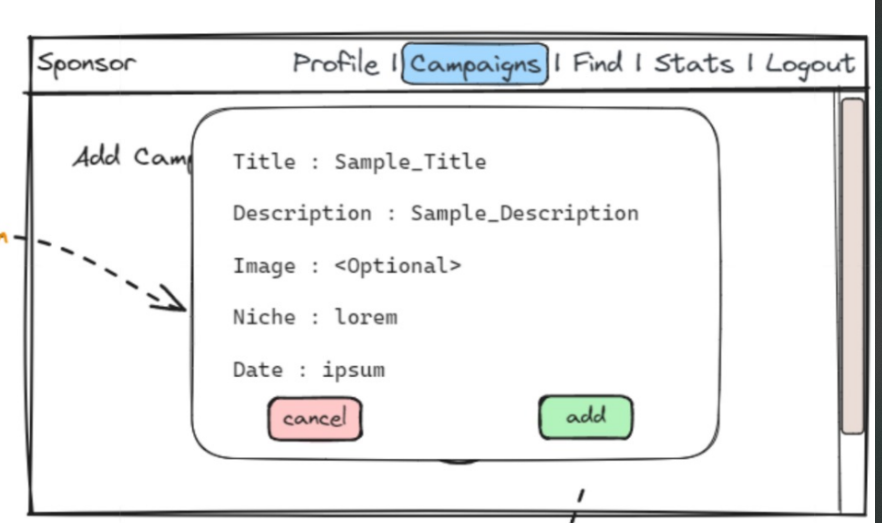 Sponsor Profile | Campaigns | Find | Stats | Logout
Add Camp
Title : Sample_Title
Description : Sample_Description
Image : <Optional>
Niche : lorem
Date : ipsum
cancel add